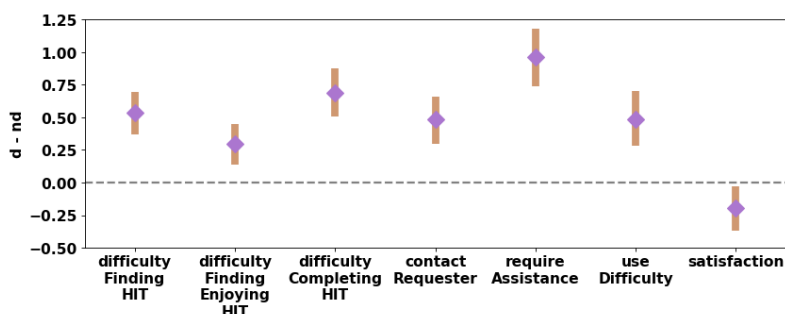 1.25
1.00
0.75
0.50
0.25
0.00
−0.25
−0.50
d - nd
difficulty
Finding
HIT
difficulty
Finding
Enjoying
HIT
difficulty
Completing
HIT
contact
Requester
require
Assistance
use
Difficulty
satisfaction